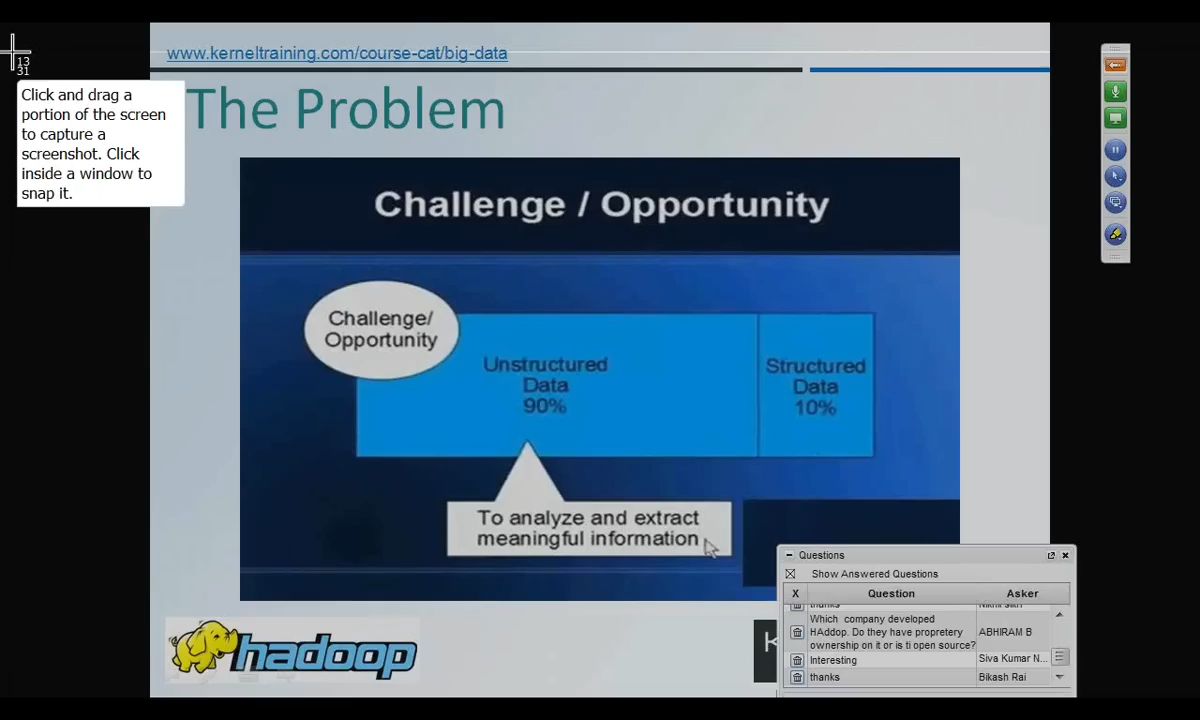 www.kerneltraining.com/course-cat/big-data
13
31
Click and drag a
portion of the screen
to capture a
screenshot. Click
inside a window to
snap it.
The Problem
Challenge / Opportunity
Challenge/
Opportunity
Unstructured
Data
90%
Structured
Data
10%
To analyze and extract
meaningful information
hadoop
K
Questions
Show Answered Questions
X Question Asker
thanks
Which company developed
HAddop. Do they have propretery
ownership on it or is ti open source?
ABHIRAM B
Interesting Siva Kumar N...
thanks Bikash Rai